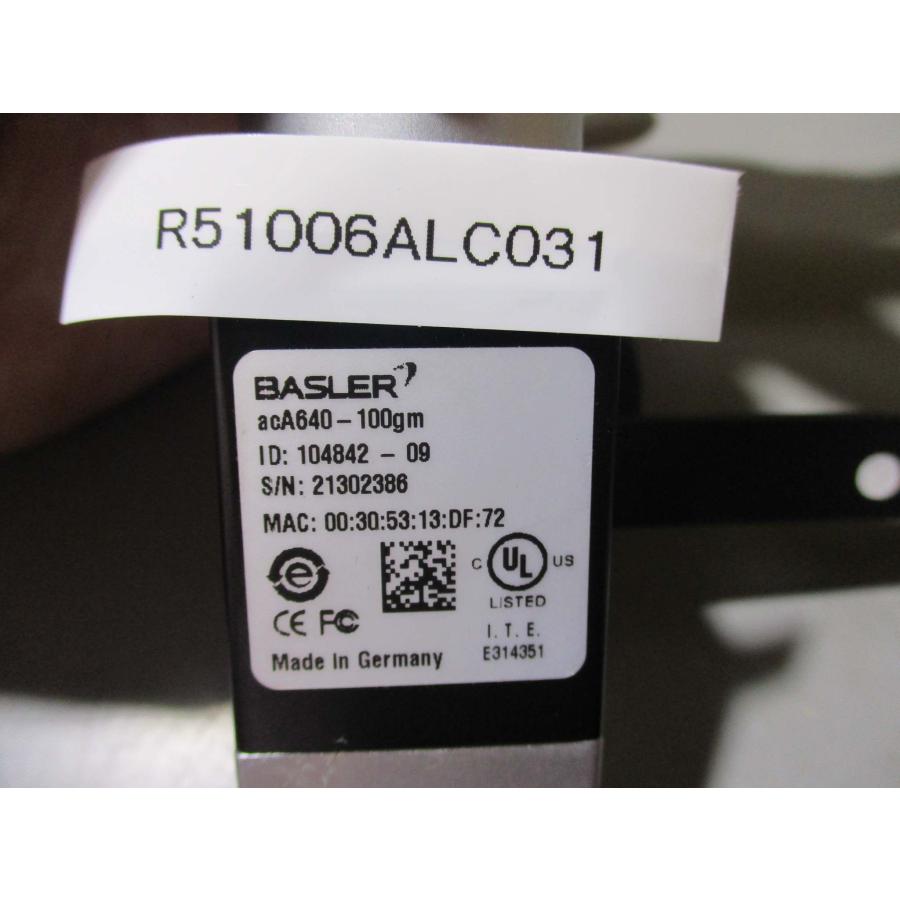 R51006ALC031
BASLER
acA640-100gm
ID: 104842 - 09
S/N: 21302386
MAC: 00:30:53:13:DF:72
e
C UL US
LISTED
CE FC
I. T. E.
E314351
Made in Germany